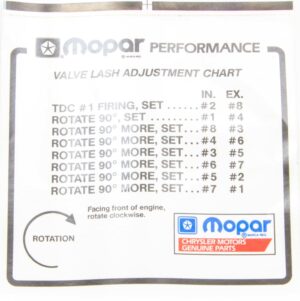 mopar PERFORMANCE
VALVE LASH ADJUSTMENT CHART
IN. EX.
TDC #1 FIRING, SET ...... #2 #8
ROTATE 90°, SET ......... #1 #4
ROTATE 90° MORE, SET... #8 #3
ROTATE 90° MORE, SET... #4 #6
ROTATE 90° MORE, SET... #3 #5
ROTATE 90° MORE, SET... #6 #7
ROTATE 90° MORE, SET... #5 #2
ROTATE 90° MORE, SET... #7 #1
Facing front of engine,
rotate clockwise.
ROTATION
mopar
CHRYSLER MOTORS
GENUINE PARTS